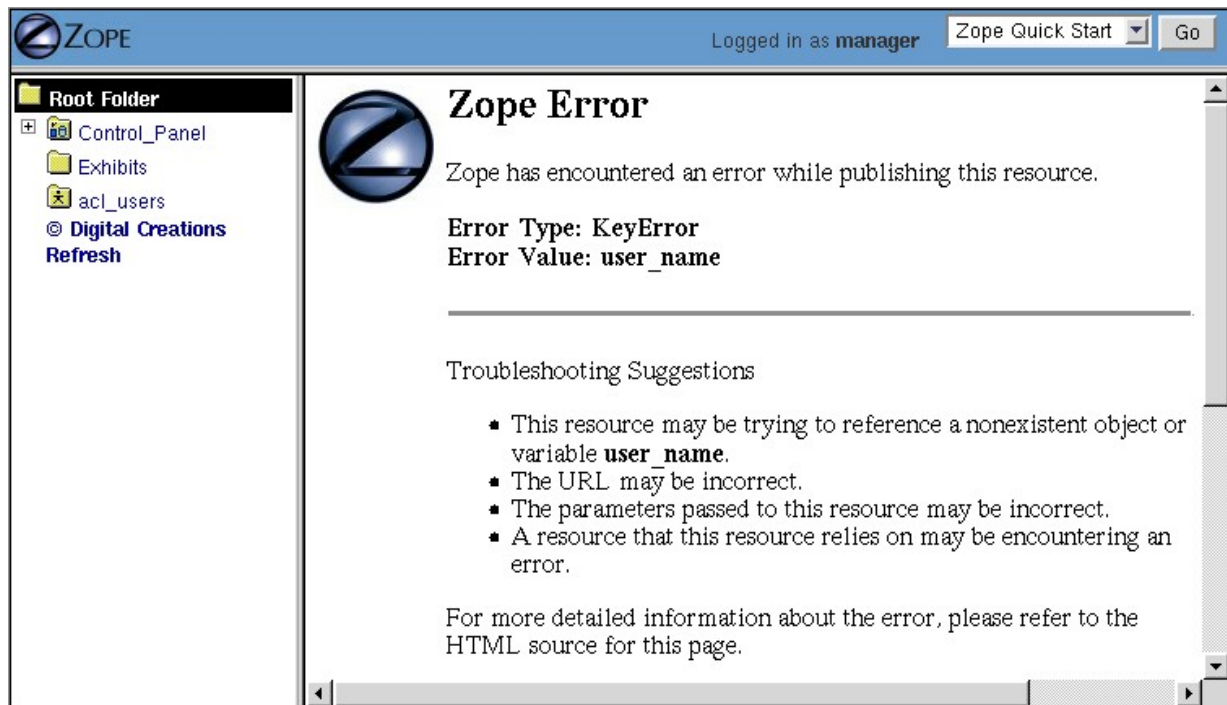 ZOPE
Logged in as manager
Zope Quick Start
Go
Root Folder
Control_Panel
Exhibits
acl_users
© Digital Creations
Refresh
Zope Error
Zope has encountered an error while publishing this resource.
Error Type: KeyError
Error Value: user_name
Troubleshooting Suggestions
This resource may be trying to reference a nonexistent object or
variable user_name.
The URL may be incorrect.
The parameters passed to this resource may be incorrect.
A resource that this resource relies on may be encountering an
error.
For more detailed information about the error, please refer to the
HTML source for this page.